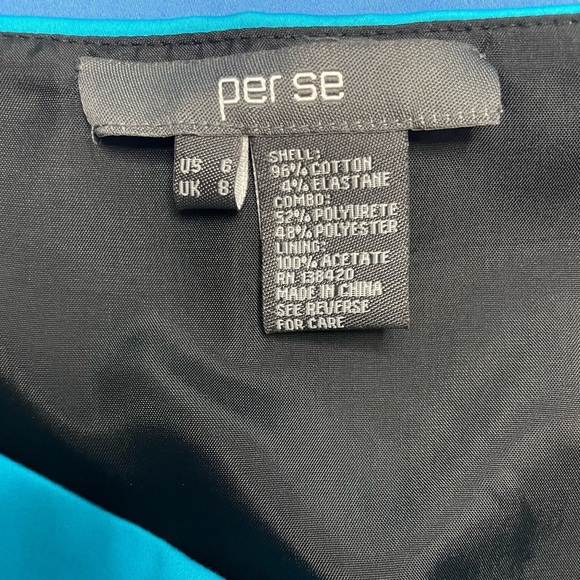 per se
US 6
UK 8
SHELL:
96% COTTON
4% ELASTANE
COMBO:
52% POLYURETE
48% POLYESTER
LINING:
100% ACETATE
RN 138420
MADE IN CHINA
SEE REVERSE
FOR CARE